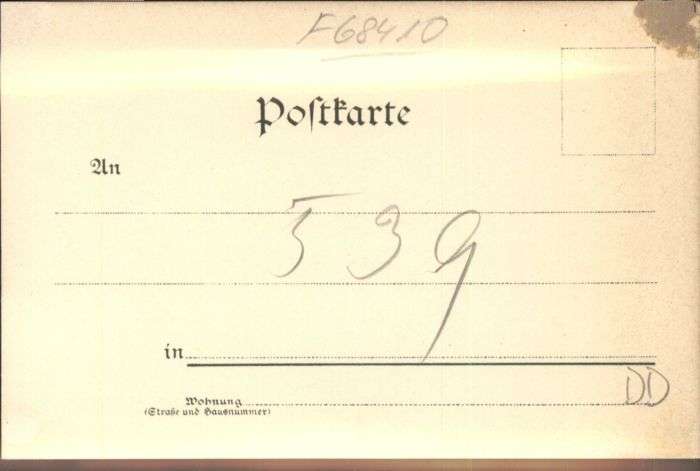 F68410
Postkarte
An
539
in
Wohnung
(Straße und Hausnummer)
DD